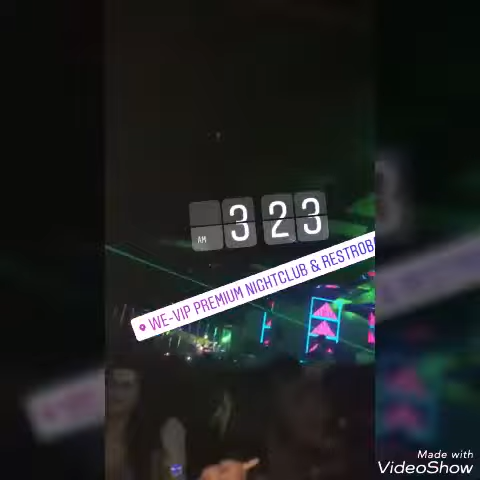 AM 3 23
WE-VIP PREMIUM NIGHTCLUB & RESTROB
Made with
VideoShow